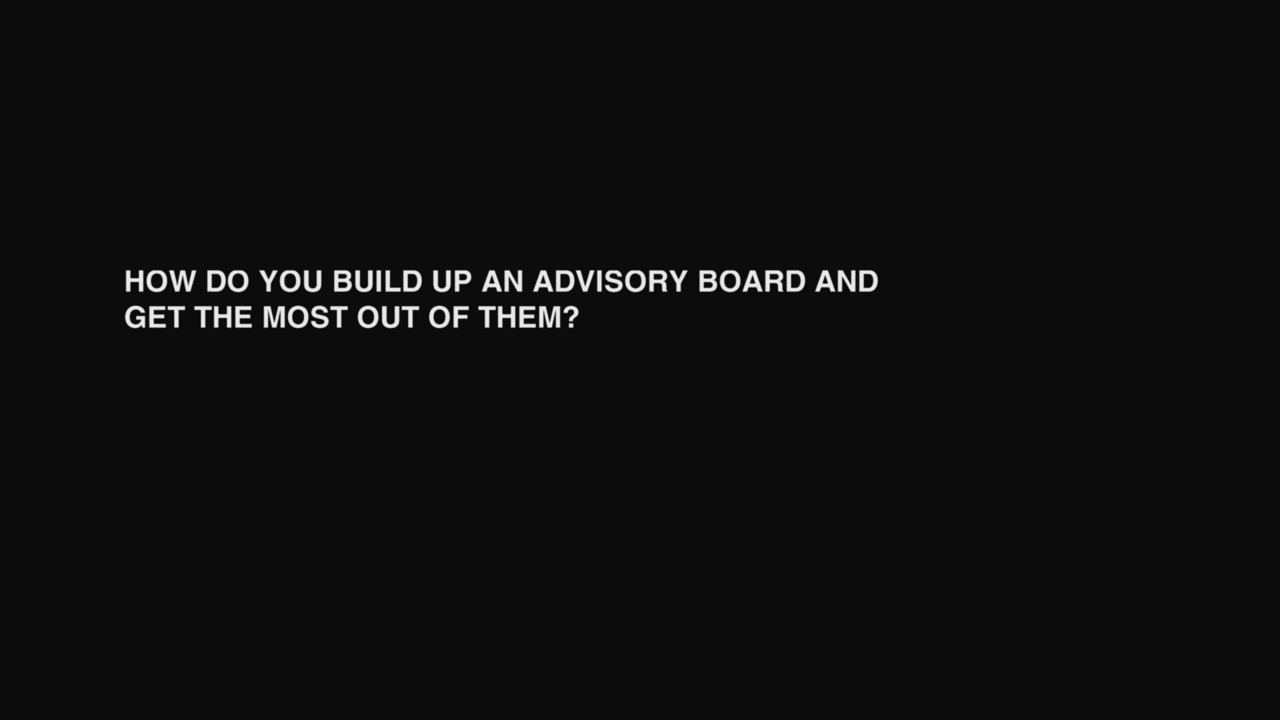 HOW DO YOU BUILD UP AN ADVISORY BOARD AND
GET THE MOST OUT OF THEM?